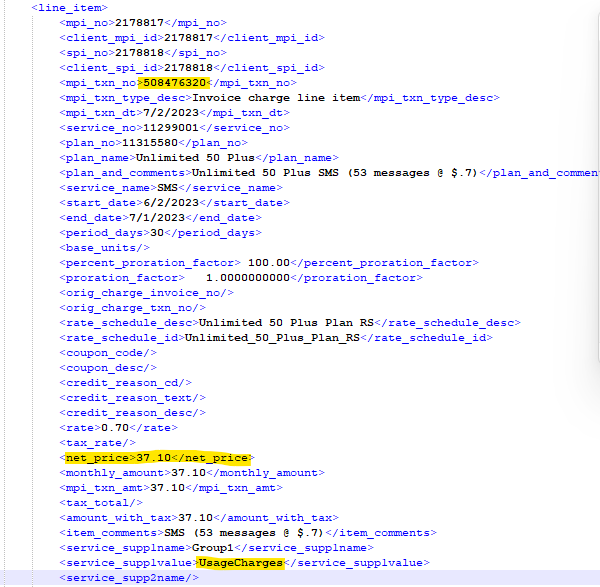 <line_item>
<mpi_no>2178817</mpi_no>
<client_mpi_id>2178817</client_mpi_id>
<spi_no>2178818</spi_no>
<client_spi_id>2178818</client_spi_id>
<mpi_txn_no>508476320</mpi_txn_no>
<mpi_txn_type_desc>Invoice charge line item</mpi_txn_type_desc>
<mpi_txn_dt>7/2/2023</mpi_txn_dt>
<service_no>11299001</service_no>
<plan_no>11315580</plan_no>
<plan_name>Unlimited 50 Plus</plan_name>
<plan_and_comments>Unlimited 50 Plus SMS (53 messages @ $.7)</plan_and_commen
<service_name>SMS</service_name>
<start_date>6/2/2023</start_date>
<end_date>7/1/2023</end_date>
<period_days>30</period_days>
<base_units/>
<percent_proration_factor> 100.00</percent_proration_factor>
<proration_factor>   1.0000000000</proration_factor>
<orig_charge_invoice_no/>
<orig_charge_txn_no/>
<rate_schedule_desc>Unlimited 50 Plus Plan RS</rate_schedule_desc>
<rate_schedule_id>Unlimited_50_Plus_Plan_RS</rate_schedule_id>
<coupon_code/>
<coupon_desc/>
<credit_reason_cd/>
<credit_reason_text/>
<credit_reason_desc/>
<rate>0.70</rate>
<tax_rate/>
<net_price>37.10</net_price>
<monthly_amount>37.10</monthly_amount>
<mpi_txn_amt>37.10</mpi_txn_amt>
<tax_total/>
<amount_with_tax>37.10</amount_with_tax>
<item_comments>SMS (53 messages @ $.7)</item_comments>
<service_supplname>Group1</service_supplname>
<service_supplvalue>UsageCharges</service_supplvalue>
<service_supp2name/>